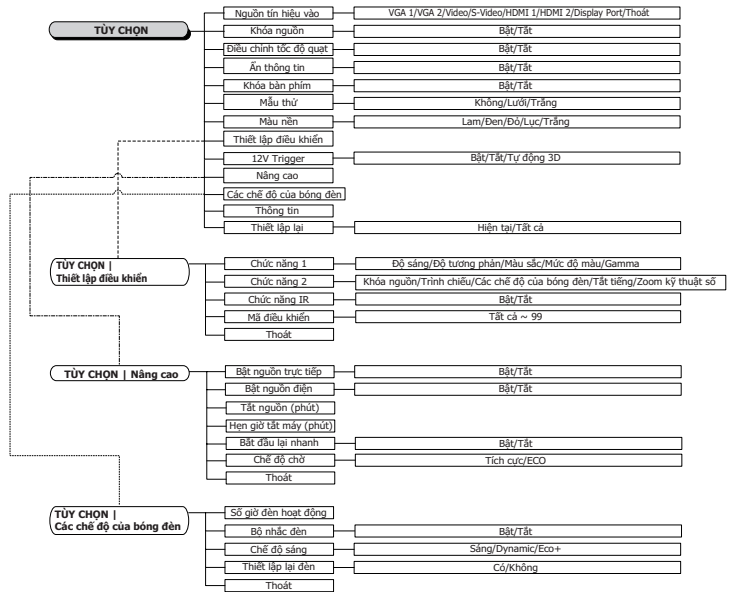 TÙY CHỌN
Nguồn tín hiệu vào VGA 1/VGA 2/Video/S-Video/HDMI 1/HDMI 2/Display Port/Thoát
Khóa nguồn Bật/Tắt
Điều chỉnh tốc độ quạt Bật/Tắt
Ẩn thông tin Bật/Tắt
Khóa bàn phím Bật/Tắt
Mẫu thử Không/Lưới/Trắng
Màu nền Lam/Đen/Đỏ/Lục/Trắng
Thiết lập điều khiển
12V Trigger Bật/Tắt/Tự động 3D
Nâng cao
Các chế độ của bóng đèn
Thông tin
Thiết lập lại Hiện tại/Tất cả
TÙY CHỌN |
Thiết lập điều khiển
Chức năng 1 Độ sáng/Độ tương phản/Màu sắc/Mức độ màu/Gamma
Chức năng 2 Khóa nguồn/Trình chiếu/Các chế độ của bóng đèn/Tắt tiếng/Zoom kỹ thuật số
Chức năng IR Bật/Tắt
Mã điều khiển Tất cả ~ 99
Thoát
TÙY CHỌN | Nâng cao
Bật nguồn trực tiếp Bật/Tắt
Bật nguồn điện Bật/Tắt
Tắt nguồn (phút)
Hẹn giờ tắt máy (phút)
Bắt đầu lại nhanh Bật/Tắt
Chế độ chờ Tích cực/ECO
Thoát
TÙY CHỌN |
Các chế độ của bóng đèn
Số giờ đèn hoạt động
Bộ nhắc đèn Bật/Tắt
Chế độ sáng Sáng/Dynamic/Eco+
Thiết lập lại đèn Có/Không
Thoát